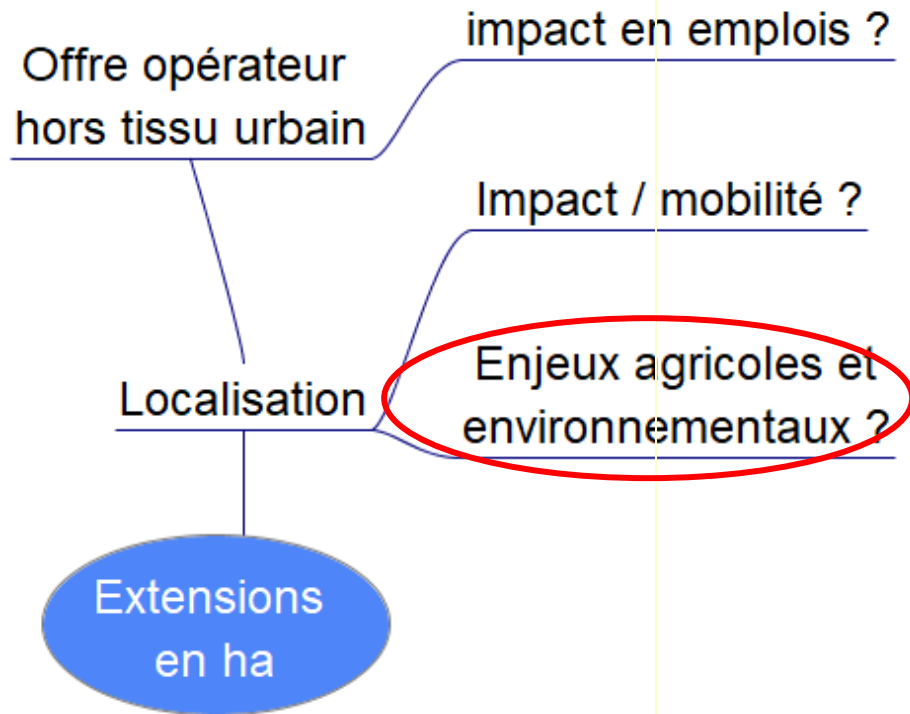 impact en emplois ?
Offre opérateur
hors tissu urbain
Impact / mobilité ?
Enjeux agricoles et
environnementaux ?
Localisation
Extensions
en ha